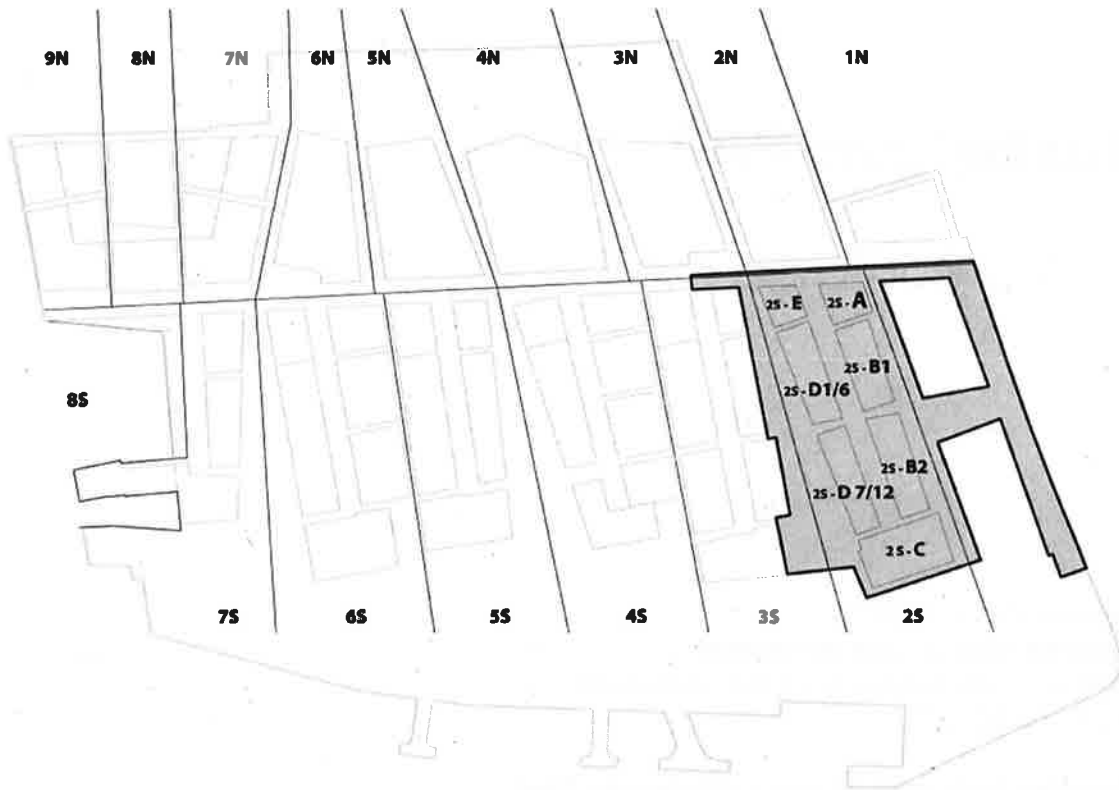 9N 8N 7N 6N 5N 4N 3N 2N 1N
2S - E 2S - A
2S - B1
2S - D1/6
8S
2S - B2
2S - D 7/12
2 S - C
7S 6S 5S 4S 3S 2S